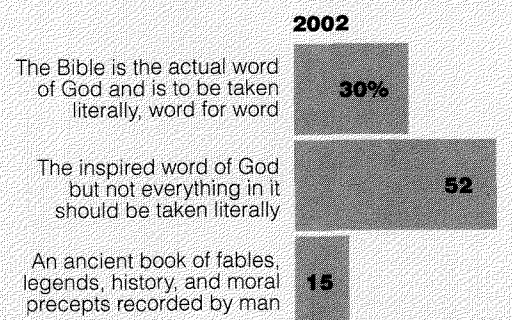 2002
The Bible is the actual word
of God and is to be taken
literally, word for word
30%
The inspired word of God
but not everything in it
should be taken literally
52
An ancient book of fables,
legends, history, and moral
precepts recorded by man
15